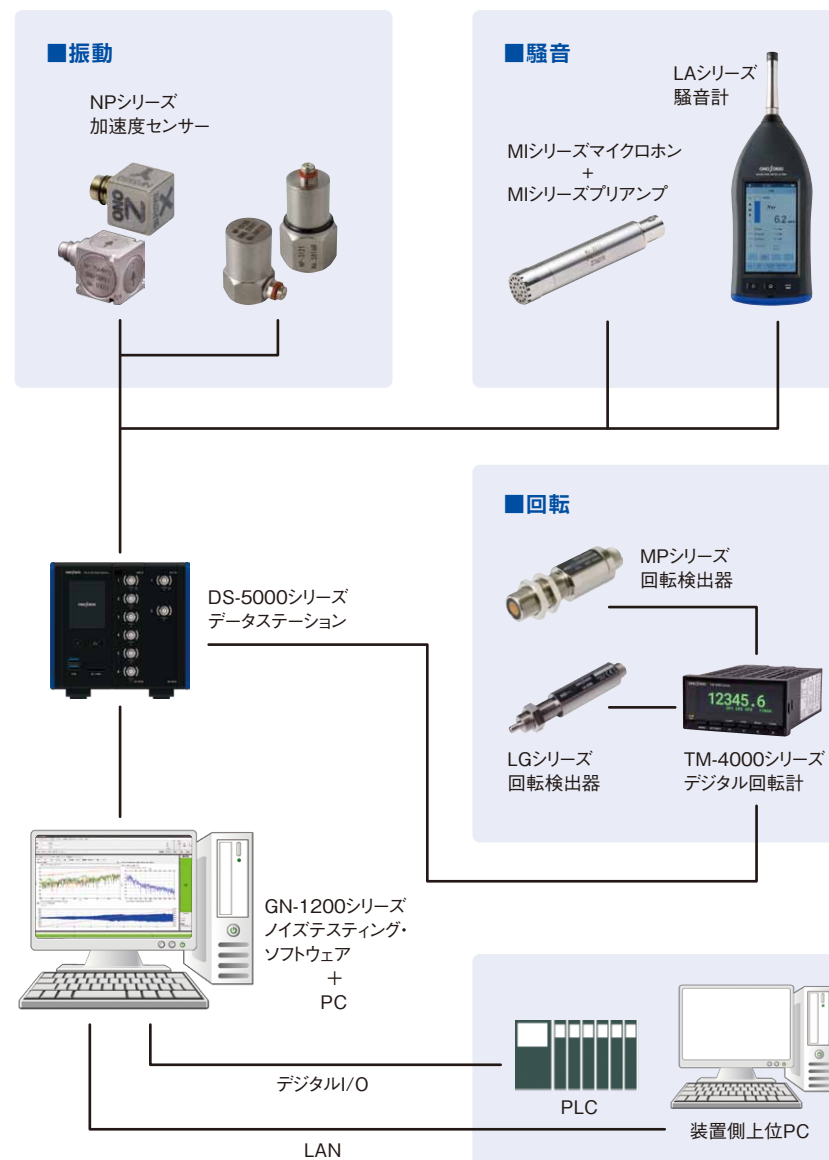 ■振動
NPシリーズ
加速度センサー
■騒音
LAシリーズ
騒音計
MIシリーズマイクロホン
+
MIシリーズプリアンプ
6.2
ONO
Z
X
NP-3121
DS-5000シリーズ
データステーション
■回転
MPシリーズ
回転検出器
12345.6
LGシリーズ
回転検出器
TM-4000シリーズ
デジタル回転計
GN-1200シリーズ
ノイズテスティング・
ソフトウェア
+
PC
デジタルI/O
PLC
装置側上位PC
LAN